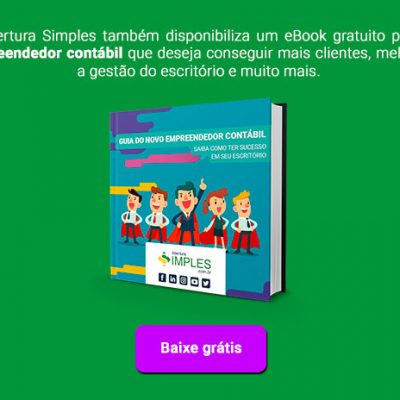 ertura Simples também disponibiliza um eBook gratuito p
eendedor contábil que deseja conseguir mais clientes, mel
a gestão do escritório e muito mais.
GUIA DO NOVO EMPREENDEDOR CONTÁBIL
SAIBA COMO TER SUCESSO
EM SEU ESCRITÓRIO
abertura
SIMPLES
.com.br
Baixe grátis